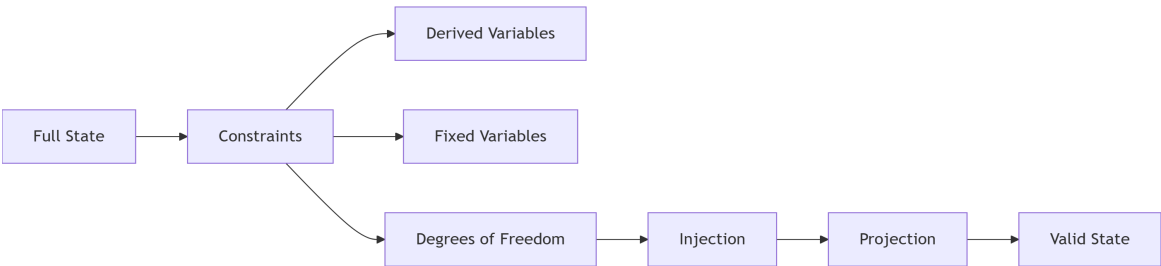 Derived Variables
Full State
Constraints
Fixed Variables
Degrees of Freedom
Injection
Projection
Valid State